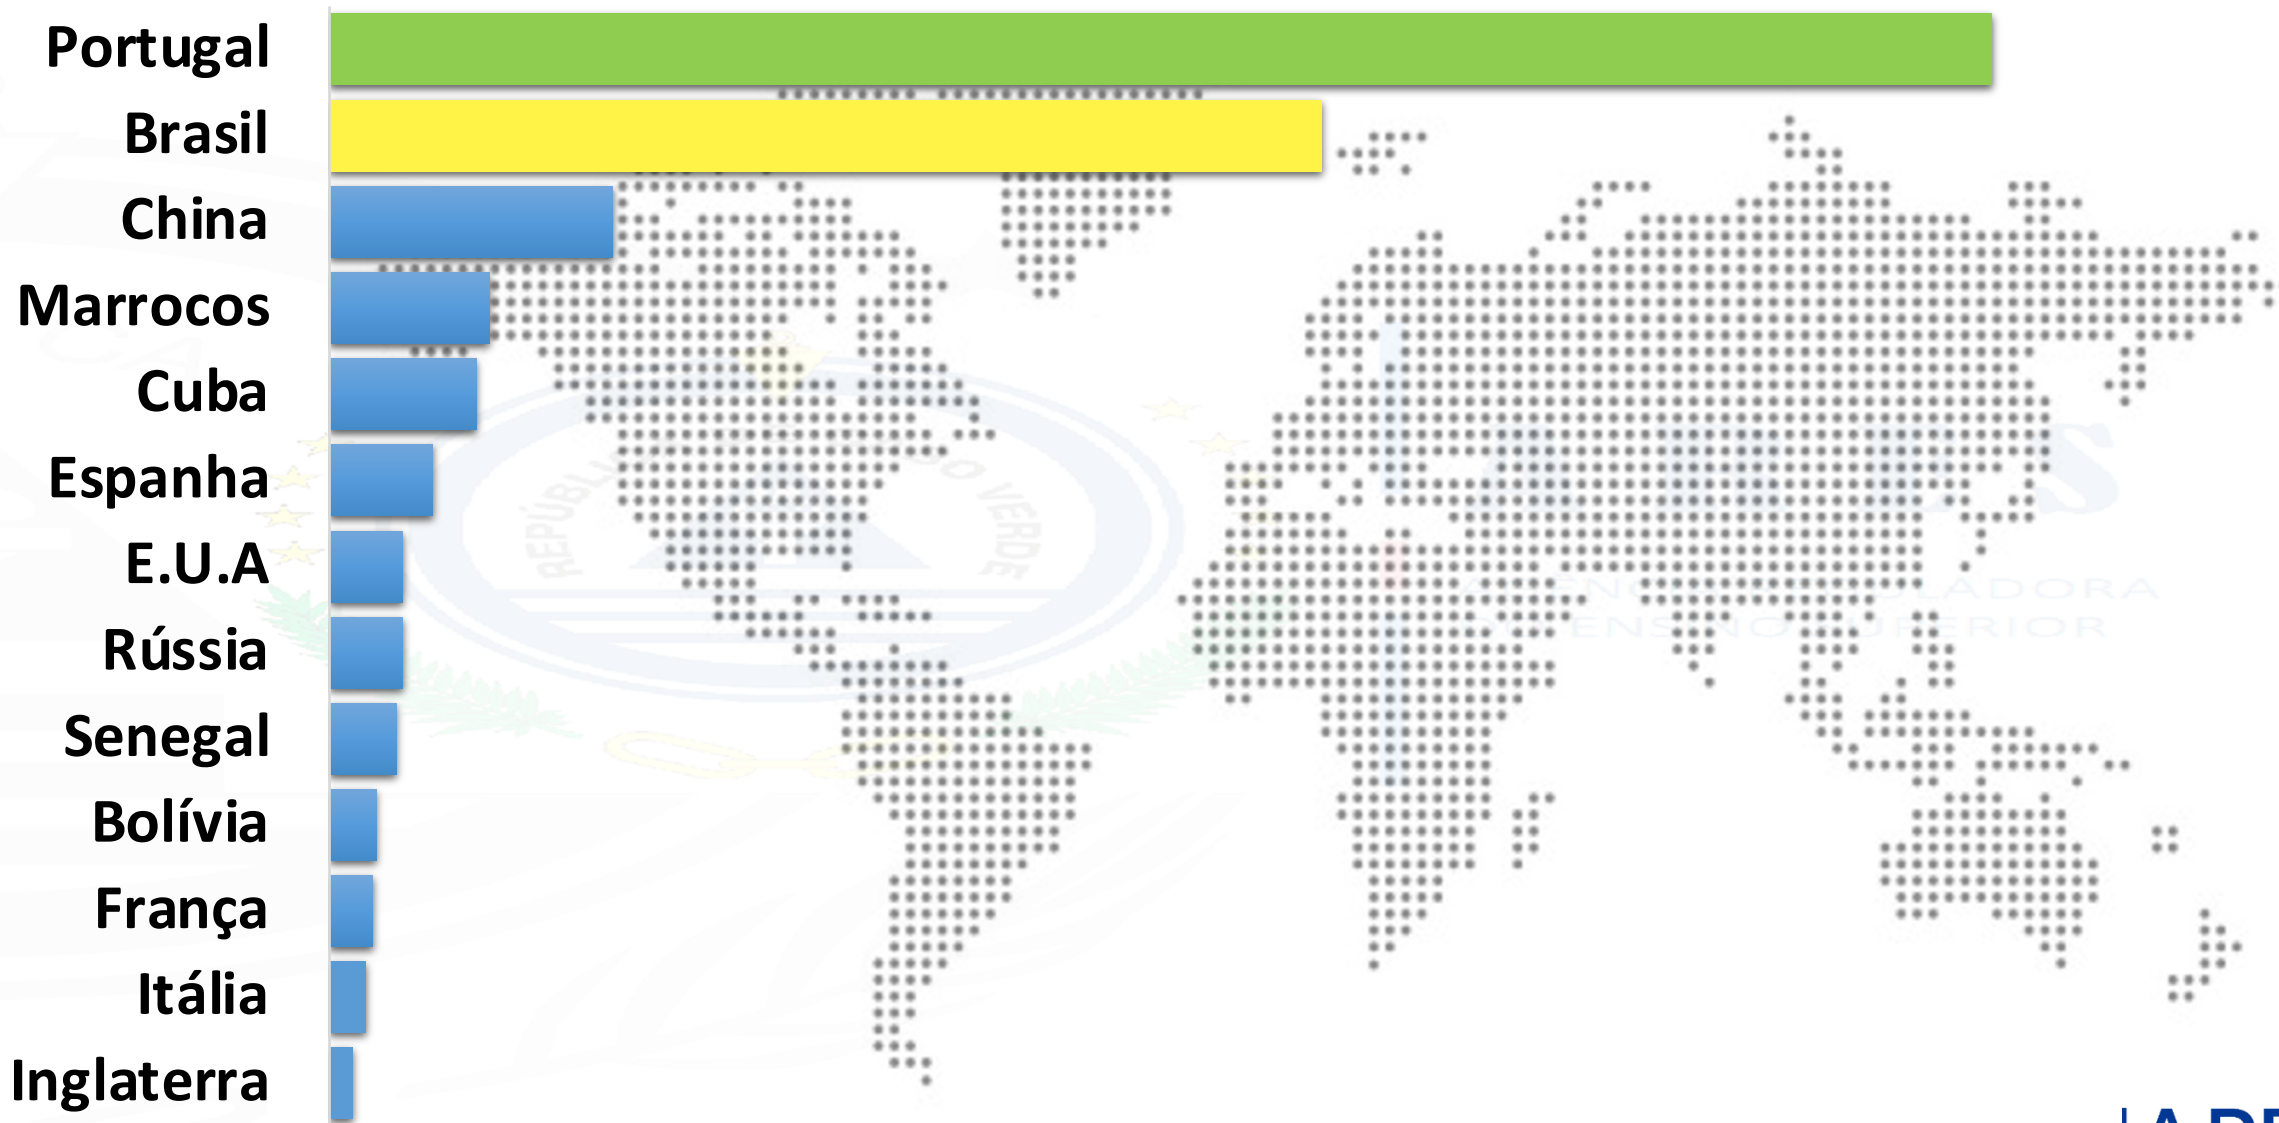 Portugal
Brasil
China
Marrocos
Cuba
Espanha
E.U.A
Rússia
Senegal
Bolívia
França
Itália
Inglaterra